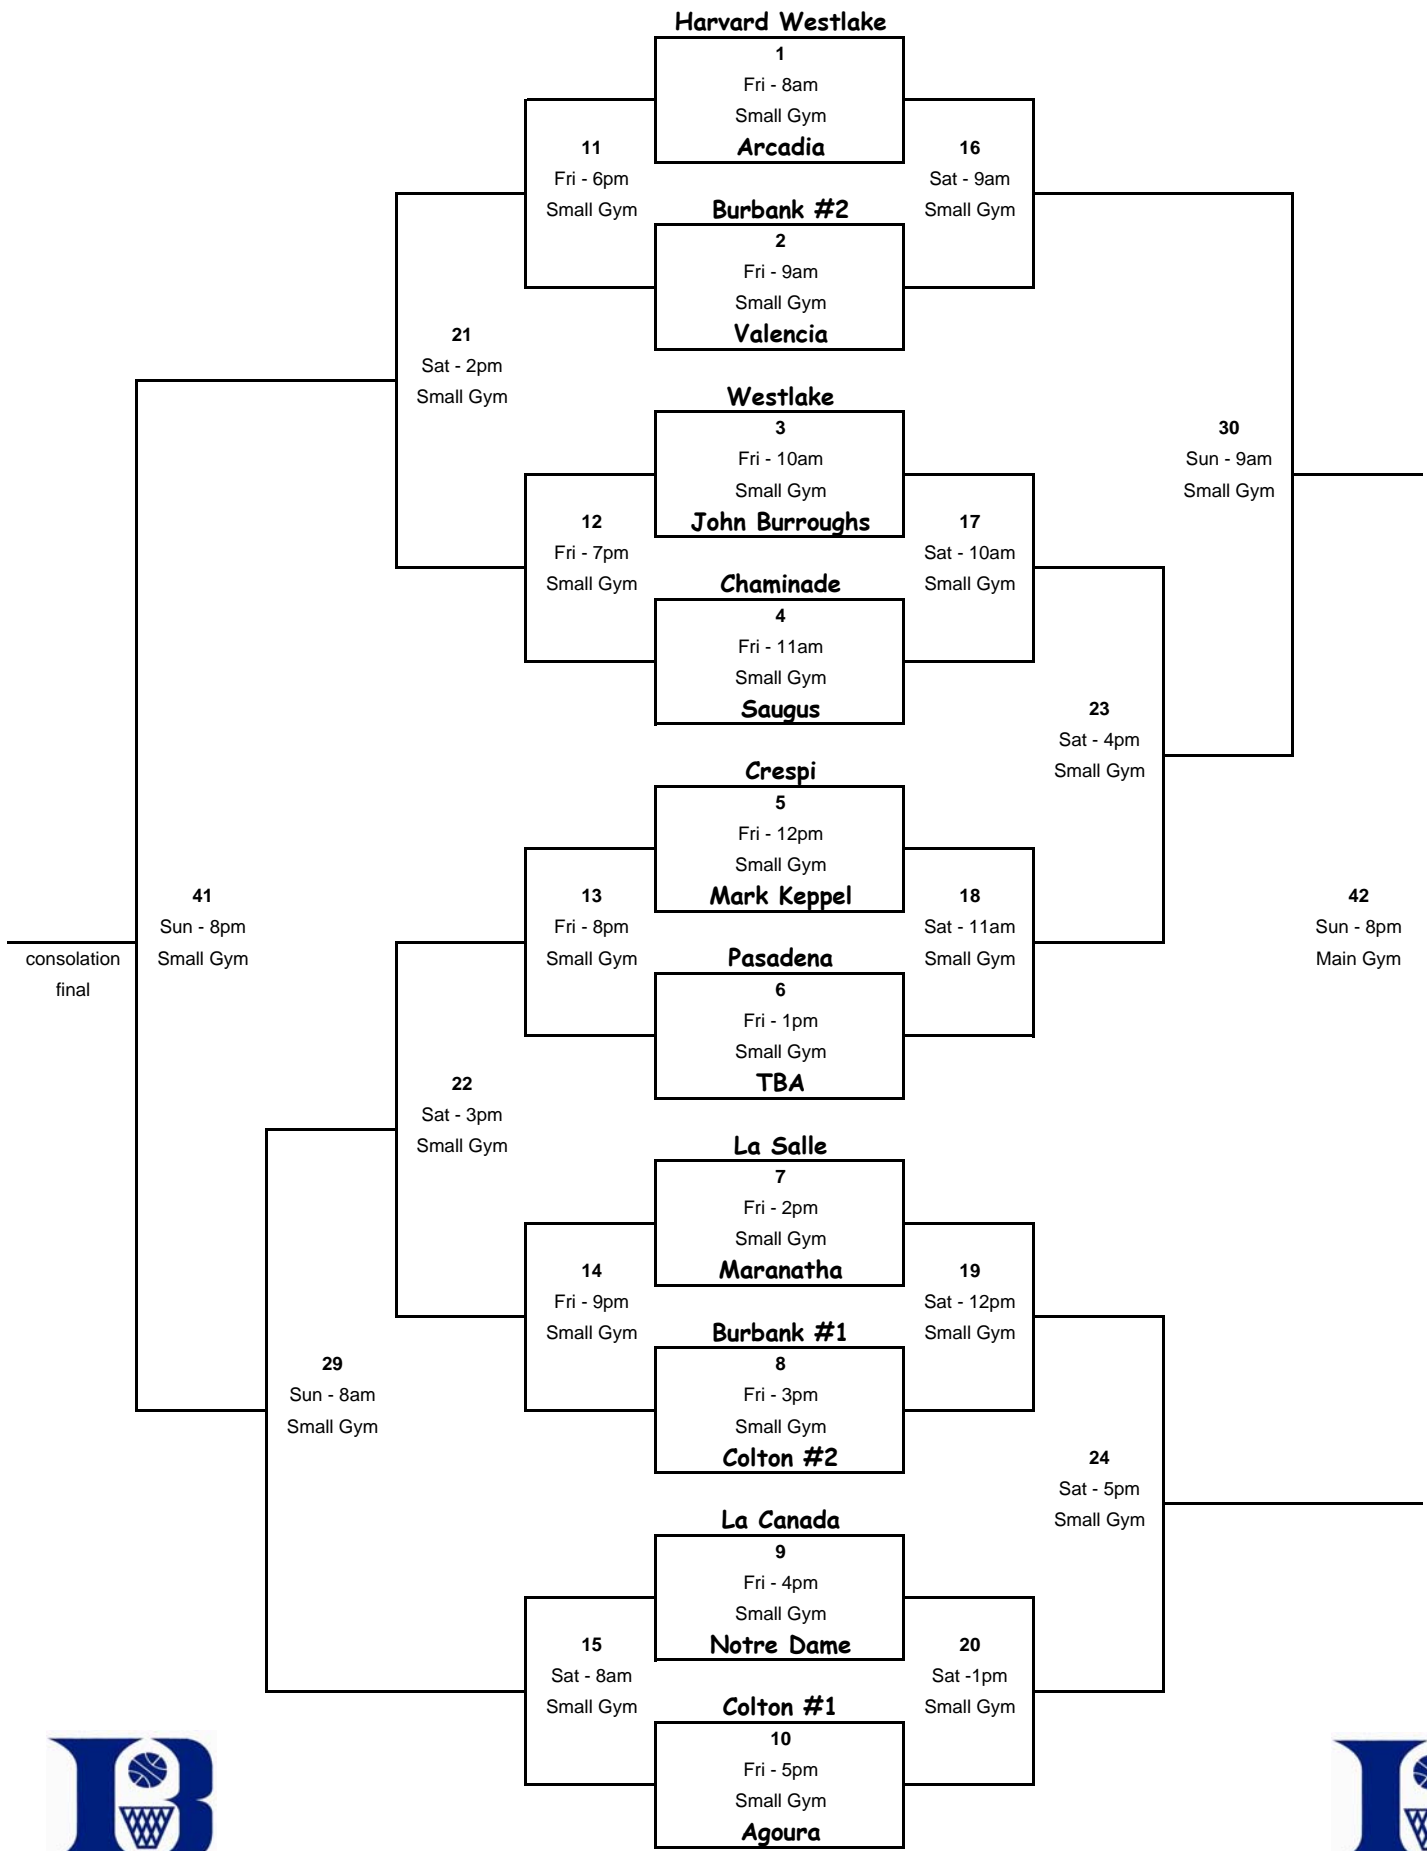 Harvard Westlake
1
Fri - 8am
Small Gym
Arcadia
11
Fri - 6pm
Small Gym
16
Sat - 9am
Small Gym
Burbank #2
2
Fri - 9am
Small Gym
Valencia
21
Sat - 2pm
Small Gym
Westlake
3
Fri - 10am
Small Gym
John Burroughs
30
Sun - 9am
Small Gym
12
Fri - 7pm
Small Gym
17
Sat - 10am
Small Gym
Chaminade
4
Fri - 11am
Small Gym
Saugus
23
Sat - 4pm
Small Gym
Crespi
5
Fri - 12pm
Small Gym
Mark Keppel
41
Sun - 8pm
Small Gym
consolation
final
13
Fri - 8pm
Small Gym
18
Sat - 11am
Small Gym
42
Sun - 8pm
Main Gym
Pasadena
6
Fri - 1pm
Small Gym
TBA
22
Sat - 3pm
Small Gym
La Salle
7
Fri - 2pm
Small Gym
Maranatha
14
Fri - 9pm
Small Gym
19
Sat - 12pm
Small Gym
Burbank #1
8
Fri - 3pm
Small Gym
Colton #2
29
Sun - 8am
Small Gym
24
Sat - 5pm
Small Gym
La Canada
9
Fri - 4pm
Small Gym
Notre Dame
15
Sat - 8am
Small Gym
20
Sat -1pm
Small Gym
Colton #1
10
Fri - 5pm
Small Gym
Agoura
B